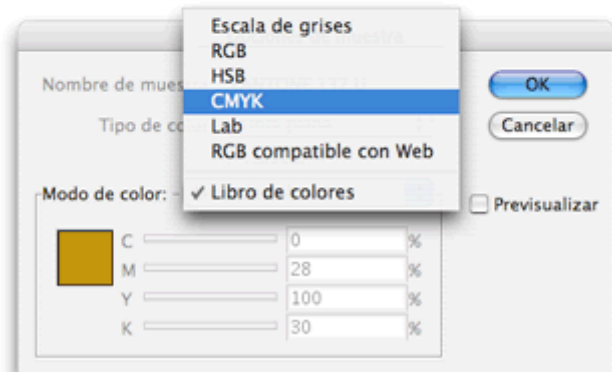 Escala de grises
RGB
HSB
CMYK
Lab
RGB compatible con Web
✓ Libro de colores
Nombre de mues
Tipo de co
OK
Cancelar
Previsualizar
Modo de color:
C 0 %
M 28 %
Y 100 %
K 30 %